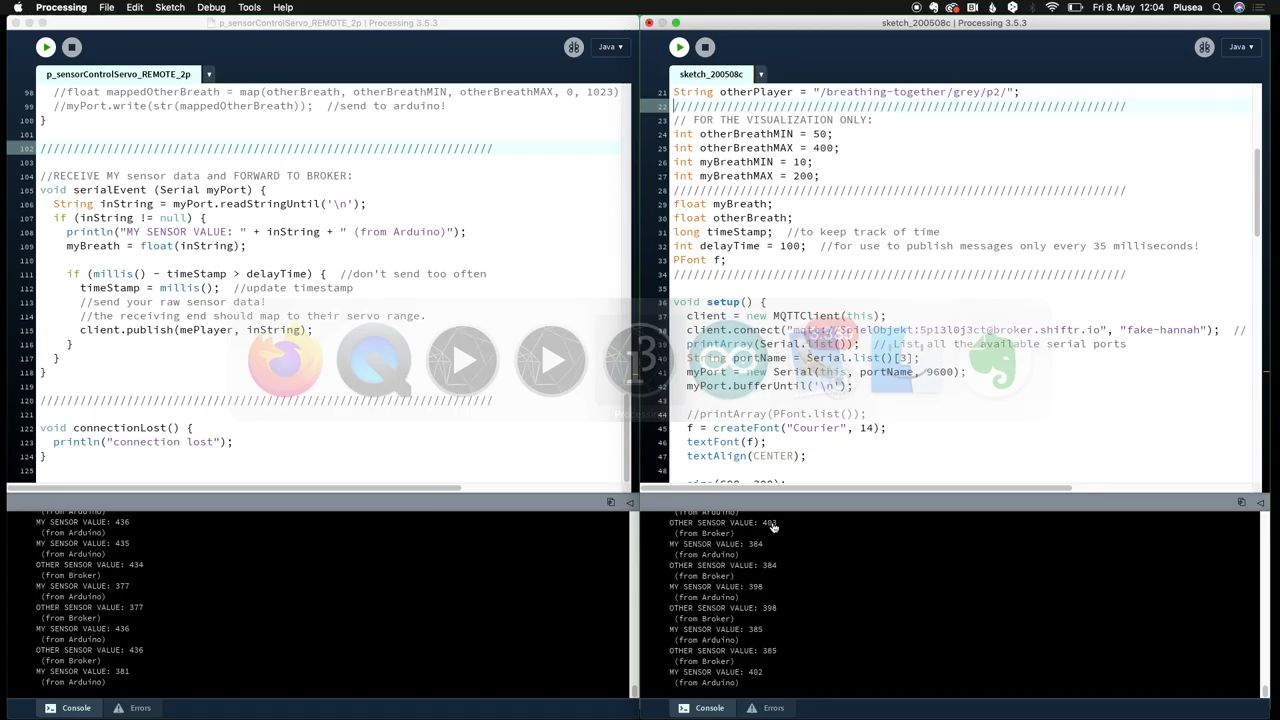 Processing File Edit Sketch Debug Tools Help
Fri 8. May 12:04 Plusea
p_sensorControlServo_REMOTE_2p | Processing 3.5.3
Java
p_sensorControlServo_REMOTE_2p
98 //float mappedOtherBreath = map(otherBreath, otherBreathMIN, otherBreathMAX, 0, 1023)
99 //myPort.write(str(mappedOtherBreath)); //send to arduino!
100 }
101
102 ////////////////////////////////////////////////////////////////////
103
104 //RECEIVE MY sensor data and FORWARD TO BROKER:
105 void serialEvent (Serial myPort) {
106 String inString = myPort.readStringUntil('\n');
107 if (inString != null) {
108 println("MY SENSOR VALUE: " + inString + " (from Arduino)");
109 myBreath = float(inString);
110
111 if (millis() - timeStamp > delayTime) { //don't send too often
112 timeStamp = millis(); //update timestamp
113 //send your raw sensor data!
114 //the receiving end should map to their servo range.
115 client.publish(mePlayer, inString);
116 }
117 }
118 }
119
120 ////////////////////////////////////////////////////////////////////
121
122 void connectionLost() {
123 println("connection lost");
124 }
125
MY SENSOR VALUE: 436
(from Arduino)
MY SENSOR VALUE: 435
(from Arduino)
OTHER SENSOR VALUE: 434
(from Broker)
MY SENSOR VALUE: 377
(from Arduino)
OTHER SENSOR VALUE: 377
(from Broker)
MY SENSOR VALUE: 436
(from Arduino)
OTHER SENSOR VALUE: 436
(from Broker)
MY SENSOR VALUE: 381
(from Arduino)
Console Errors
sketch_200508c | Processing 3.5.3
Java
sketch_200508c
21 String otherPlayer = "/breathing-together/grey/p2/";
22 ////////////////////////////////////////////////////////////////////
23 // FOR THE VISUALIZATION ONLY:
24 int otherBreathMIN = 50;
25 int otherBreathMAX = 400;
26 int myBreathMIN = 10;
27 int myBreathMAX = 200;
28 ////////////////////////////////////////////////////////////////////
29 float myBreath;
30 float otherBreath;
31 long timeStamp; //to keep track of time
32 int delayTime = 100; //for use to publish messages only every 35 milliseconds!
33 PFont f;
34 ////////////////////////////////////////////////////////////////////
35
36 void setup() {
37 client = new MQTTClient(this);
38 "fake-hannah"); //
39 printArray(Serial.list()); // List all the available serial ports
40 String portName = Serial.list()[3];
41 myPort = new Serial(this, portName, 9600);
42 myPort.bufferUntil('\n');
43
44 //printArray(PFont.list());
45 f = createFont("Courier", 14);
46 textFont(f);
47 textAlign(CENTER);
48
(from Arduino)
OTHER SENSOR VALUE:
(from Broker)
MY SENSOR VALUE: 384
(from Arduino)
OTHER SENSOR VALUE: 384
(from Broker)
MY SENSOR VALUE: 398
(from Arduino)
OTHER SENSOR VALUE: 398
(from Broker)
MY SENSOR VALUE: 385
(from Arduino)
OTHER SENSOR VALUE: 385
(from Broker)
MY SENSOR VALUE: 402
(from Arduino)
Console Errors